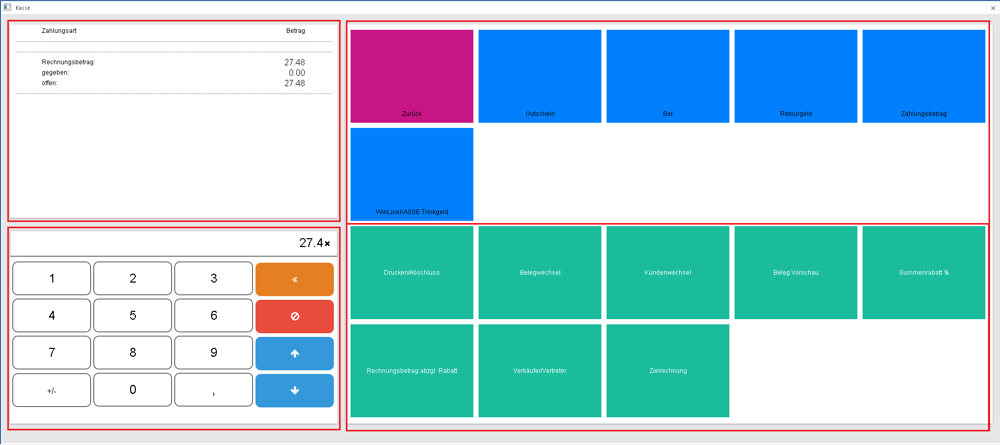 Kasse
Zahlungsart Betrag
Rechnungsbetrag: 27.48
gegeben: 0.00
offen: 27.48
27.4
1 2 3
4 5 6
7 8 9
+/- 0 ,
Zurück Gutschein Bar Retourgeld Zahlungsbetrag
WinLineKASSE Trinkgeld
Drucken/Abschluss Belegwechsel Kundenwechsel Beleg Vorschau Summenrabatt %
Rechnungsbetrag abzgl. Rabatt Verkäufer/Vertreter Zielrechnung